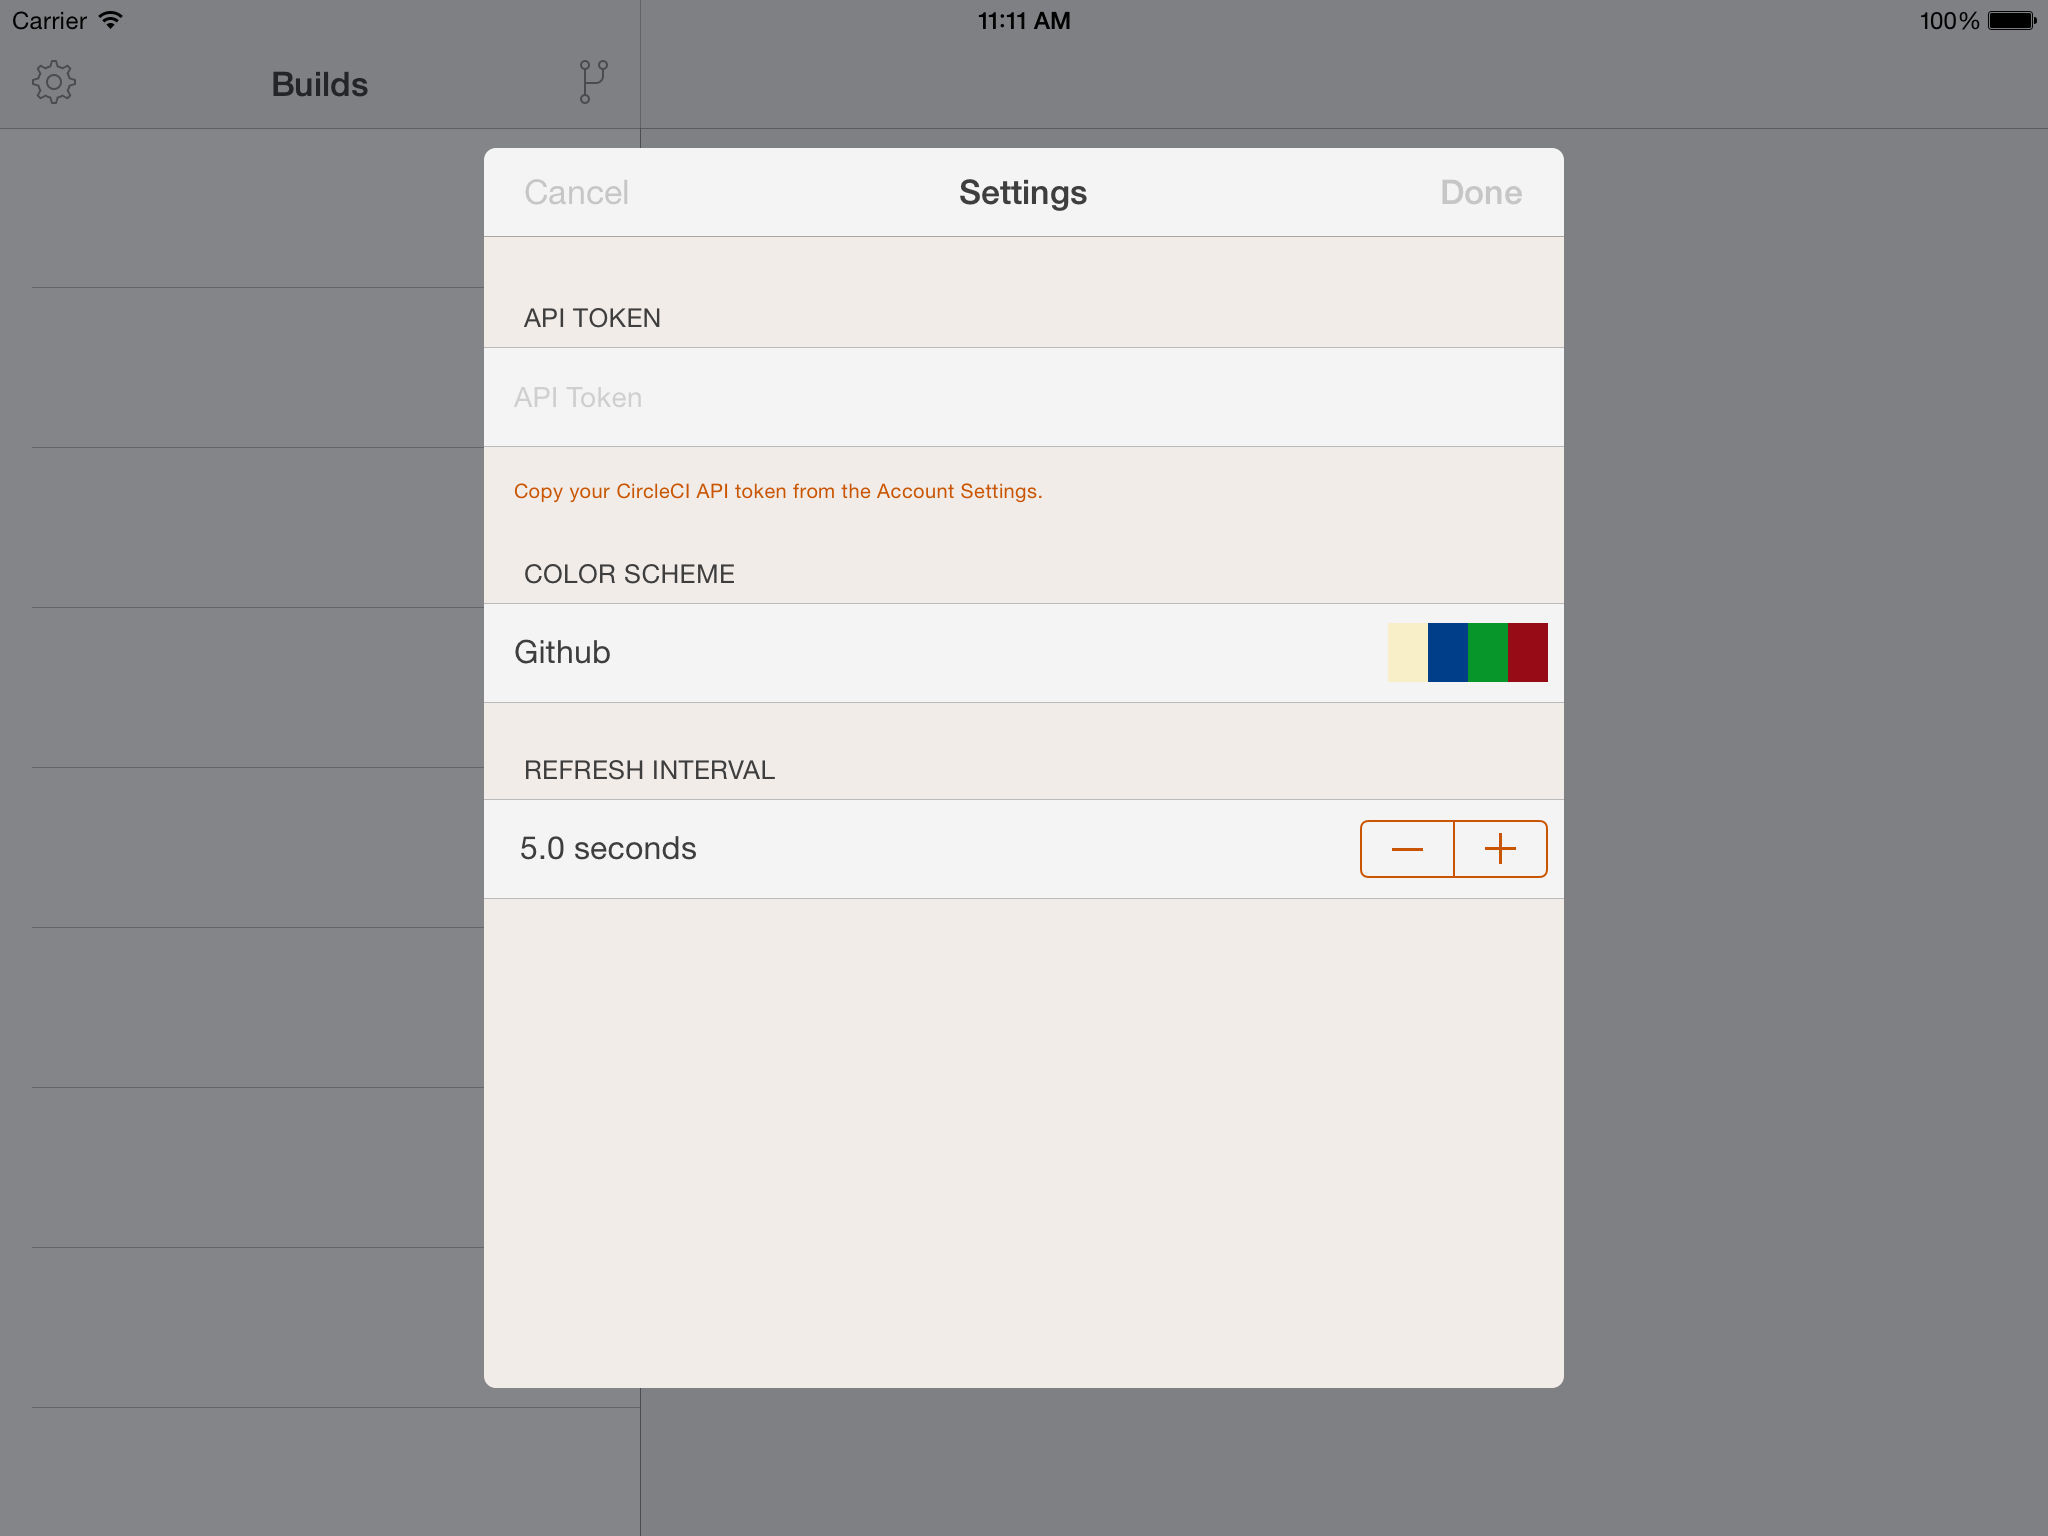 Carrier 11:11 AM 100%
Builds
Cancel Settings Done
API TOKEN
API Token
Copy your CircleCI API token from the Account Settings.
COLOR SCHEME
Github
REFRESH INTERVAL
5.0 seconds